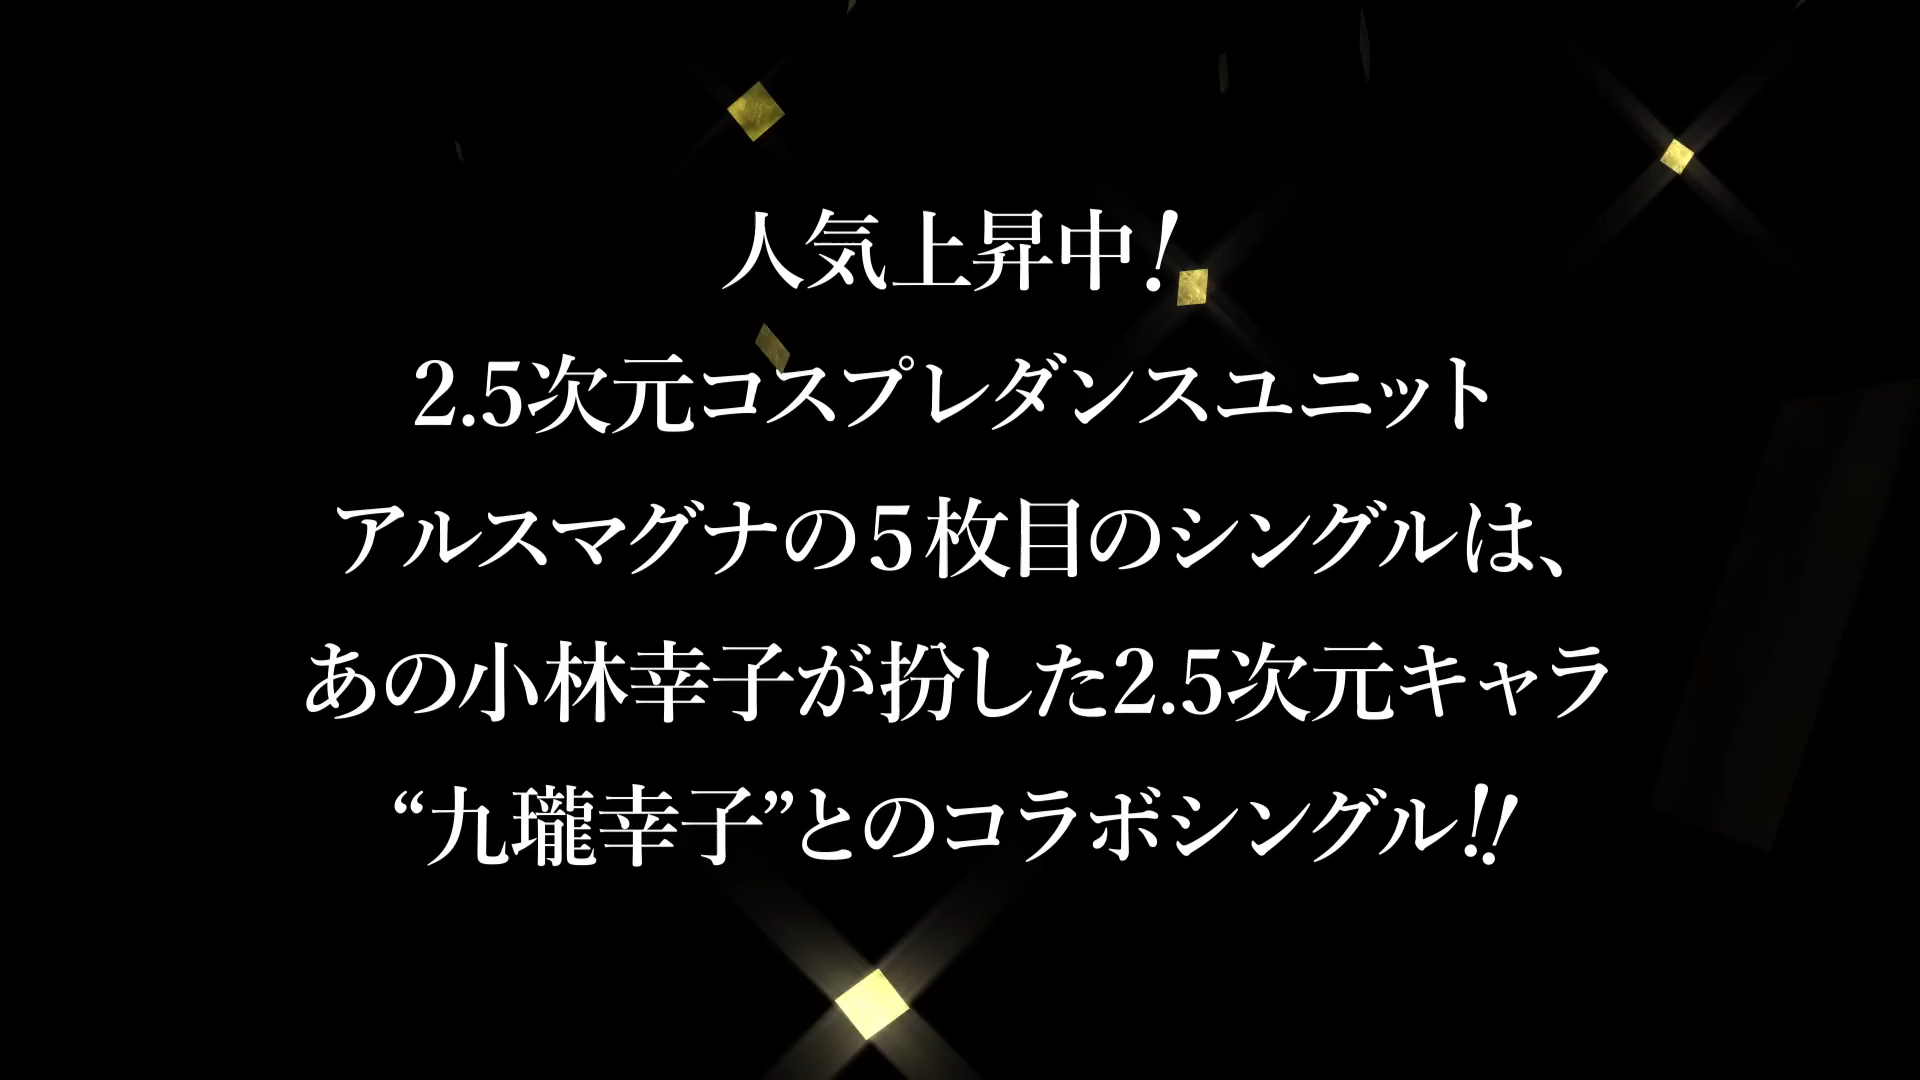 人気上昇中！
2.5次元コスプレダンスユニット
アルスマグナの５枚目のシングルは、
あの小林幸子が扮した2.5次元キャラ
“九瓏幸子”とのコラボシングル！！